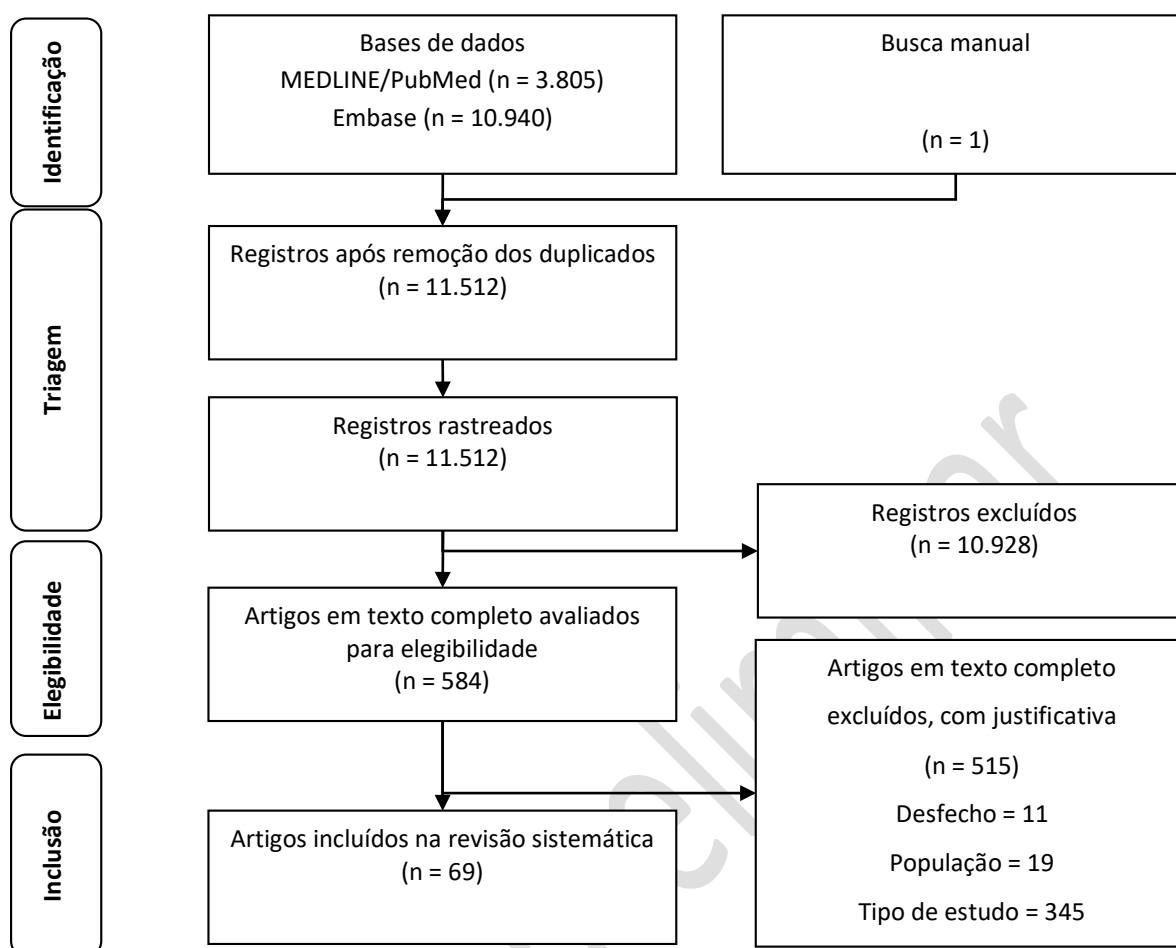 Identificação
Bases de dados
MEDLINE/PubMed (n = 3.805)
Embase (n = 10.940)
Busca manual
(n = 1)
Triagem
Registros após remoção dos duplicados
(n = 11.512)
Registros rastreados
(n = 11.512)
Registros excluídos
(n = 10.928)
Elegibilidade
Artigos em texto completo avaliados
para elegibilidade
(n = 584)
Artigos em texto completo
excluídos, com justificativa
(n = 515)
Desfecho = 11
População = 19
Tipo de estudo = 345
Inclusão
Artigos incluídos na revisão sistemática
(n = 69)